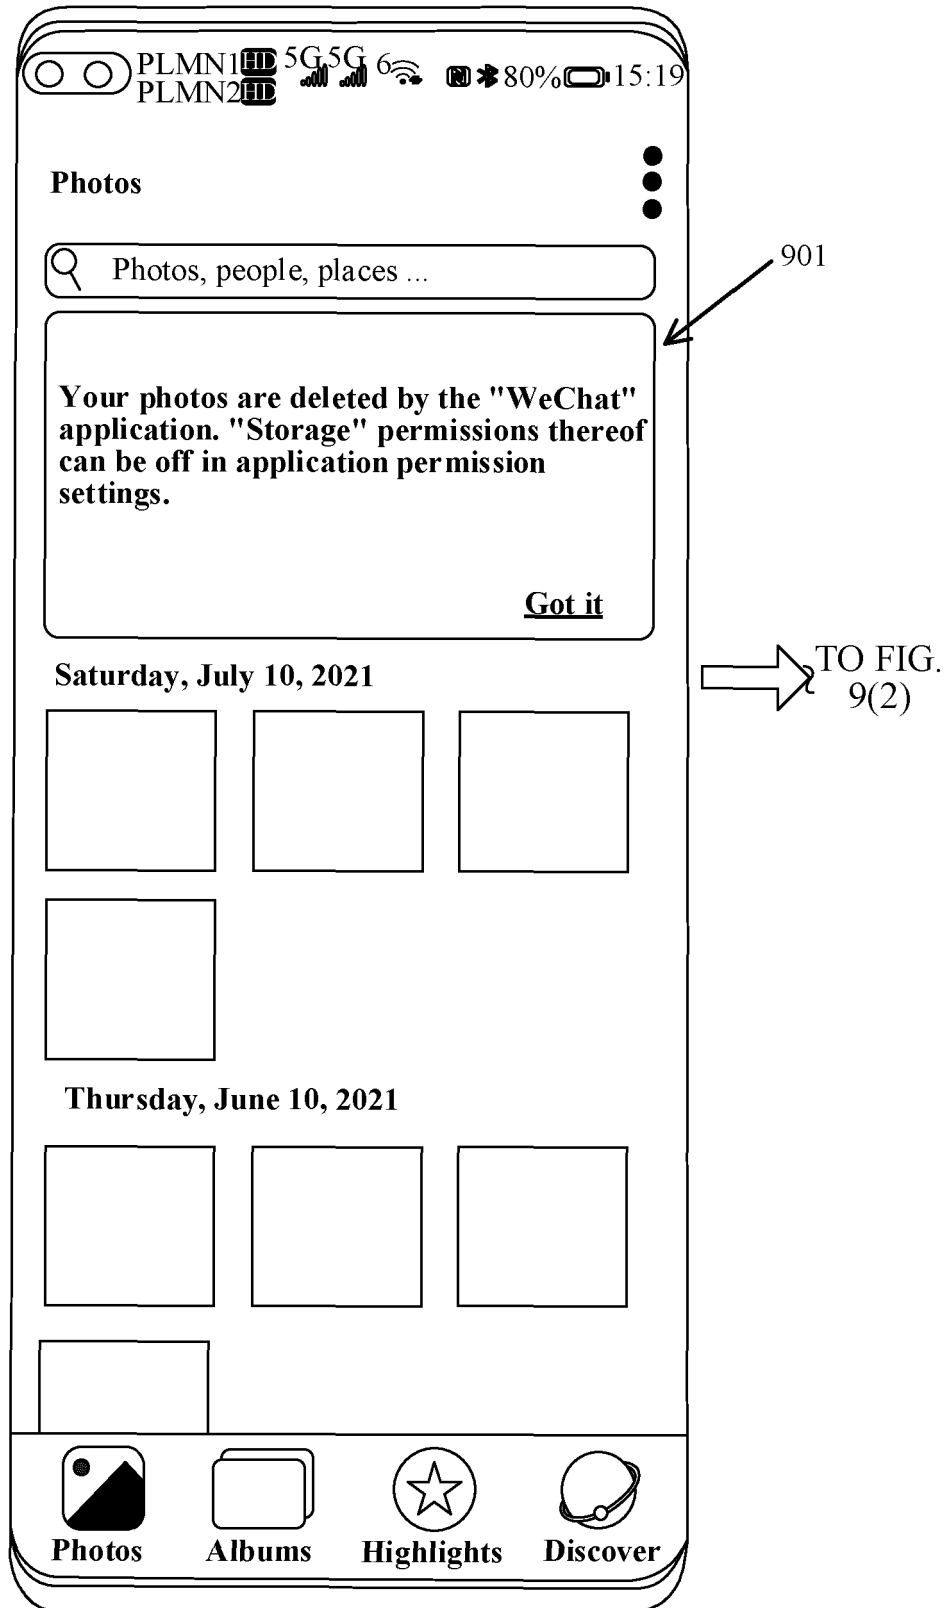 PLMN1 HD 5G 5G 6 80% 15:19
PLMN2 HD
Photos
Photos, people, places ...
901
Your photos are deleted by the "WeChat"
application. "Storage" permissions thereof
can be off in application permission
settings.
Got it
TO FIG.
9(2)
Saturday, July 10, 2021
Thursday, June 10, 2021
Photos Albums Highlights Discover